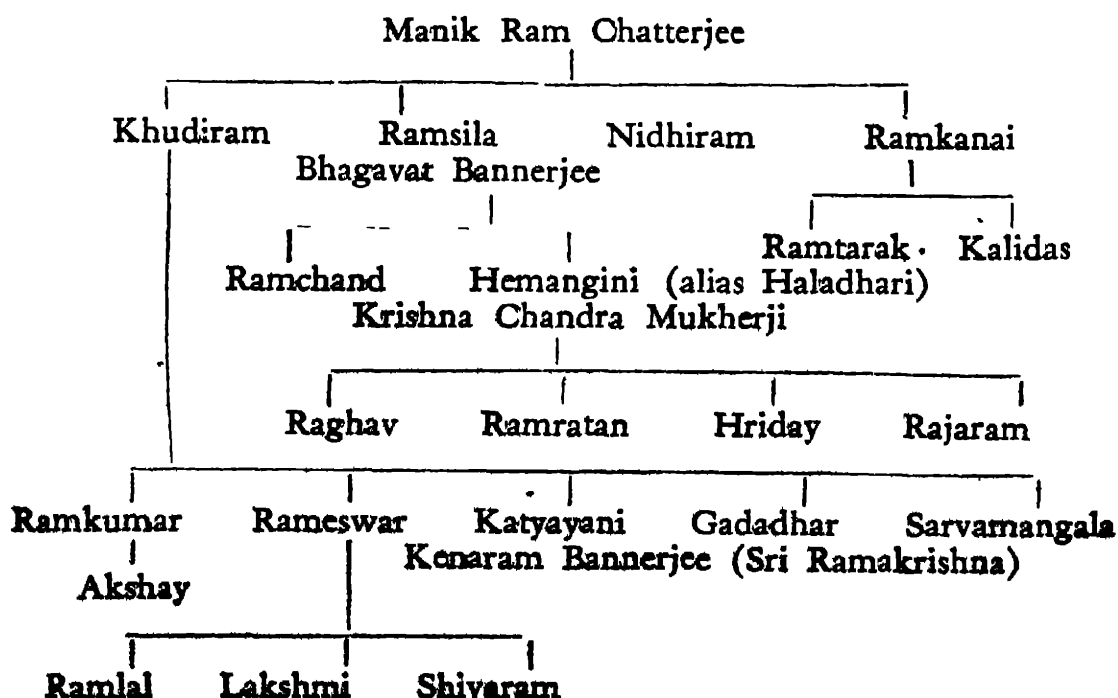 Manik Ram Chatterjee
Khudiram Ramsila Nidhiram Ramkanai
Bhagavat Bannerjee
Ramtarak Kalidas
Ramchand Hemangini (alias Haladhari)
Krishna Chandra Mukherji
Raghav Ramratan Hriday Rajaram
Ramkumar Rameswar Katyayani Gadadhar Sarvamangala
Kenaram Bannerjee (Sri Ramakrishna)
Akshay
Ramlal Lakshmi Shivaram